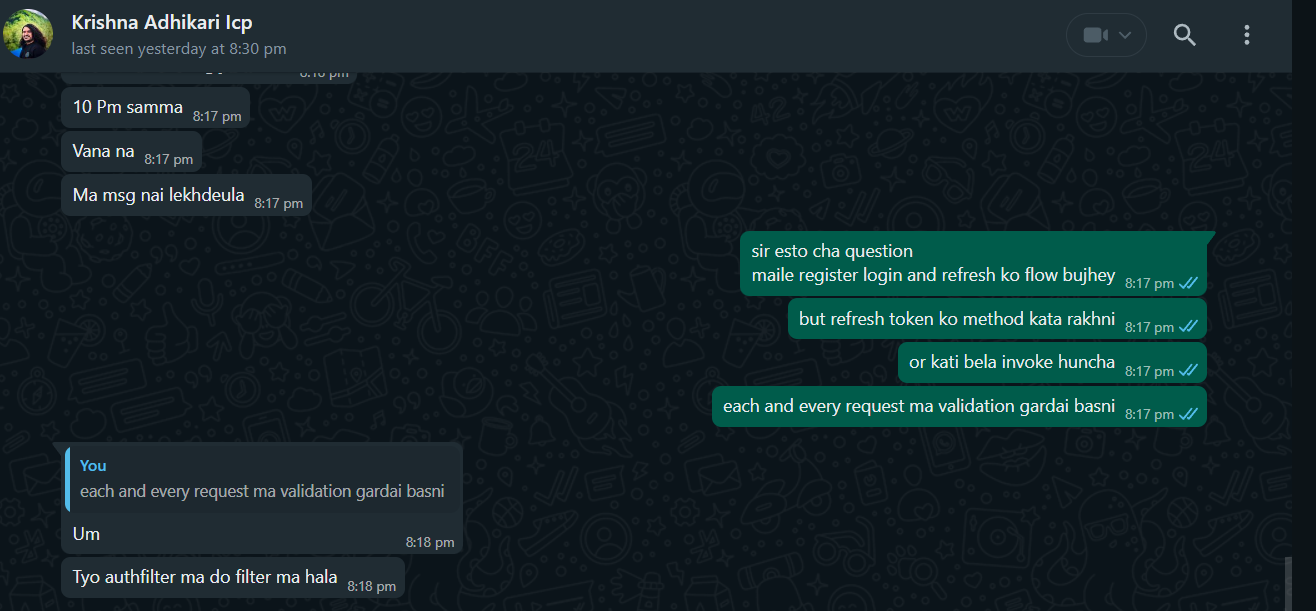 Krishna Adhikari Icp
last seen yesterday at 8:30 pm
10 Pm samma 8:17 pm
Vana na 8:17 pm
Ma msg nai lekhdeula 8:17 pm
sir esto cha question
maile register login and refresh ko flow bujhey 8:17 pm
but refresh token ko method kata rakhni 8:17 pm
or kati bela invoke huncha 8:17 pm
each and every request ma validation gardai basni 8:17 pm
You
each and every request ma validation gardai basni
Um 8:18 pm
Tyo authfilter ma do filter ma hala 8:18 pm